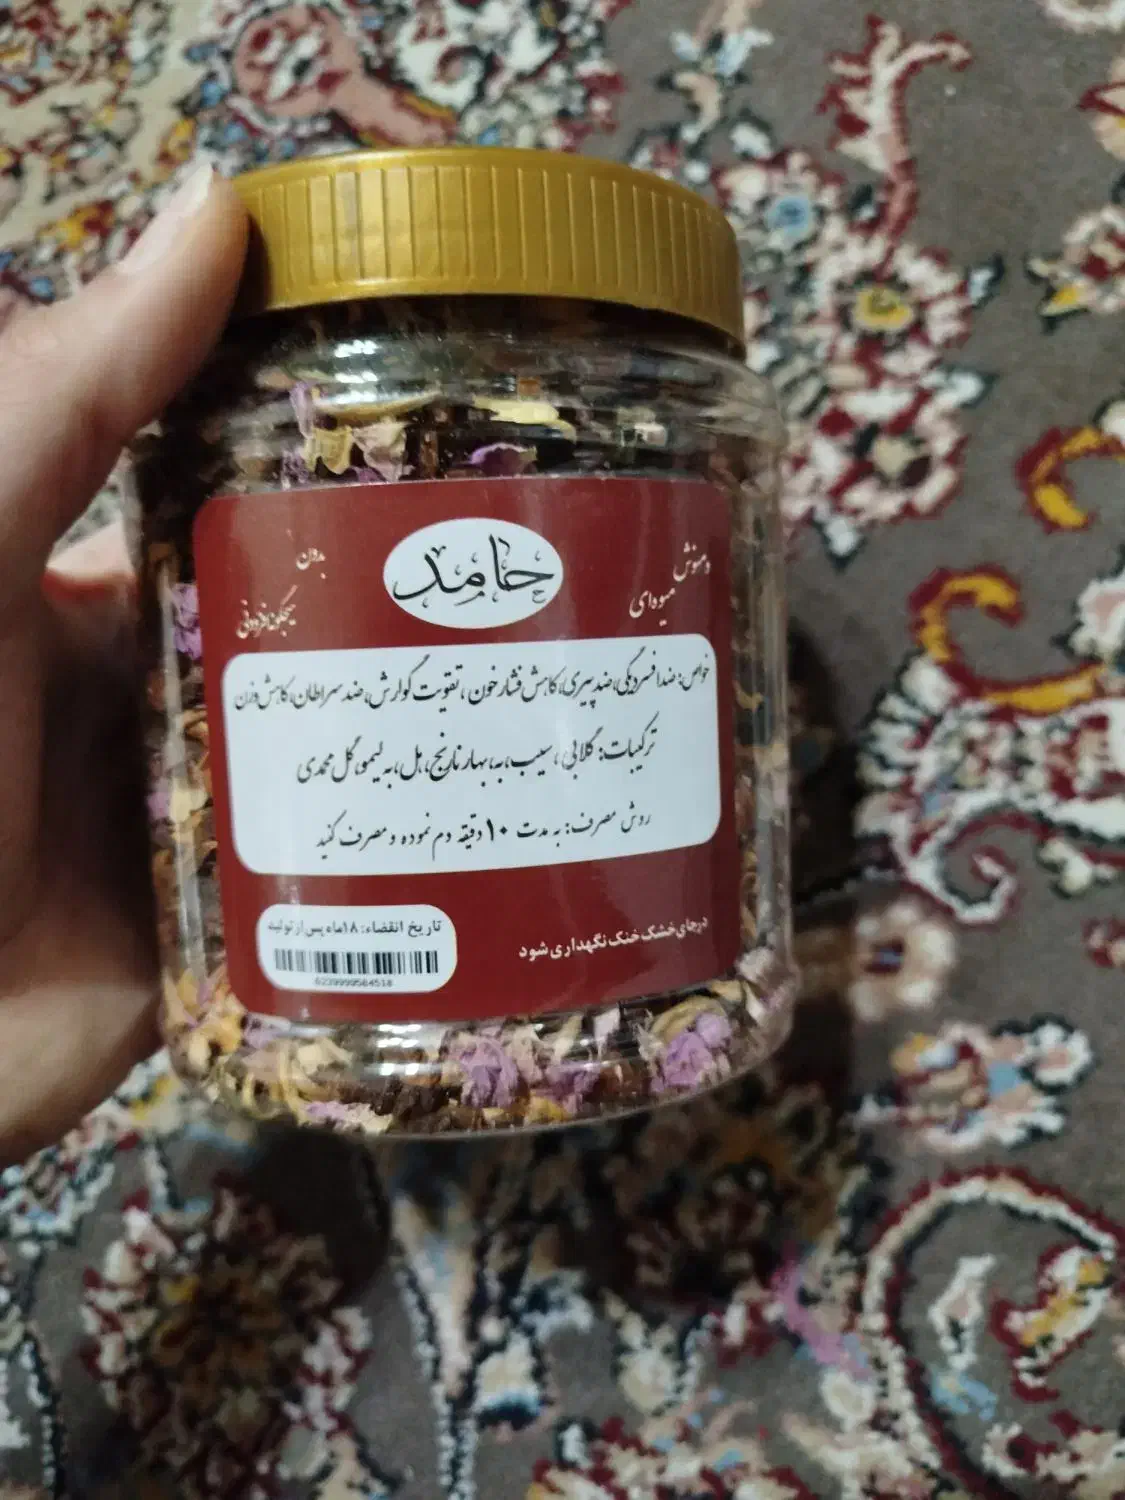 حامد
دمنوش
میوه‌ای
بدون
هیچگونه افزودنی
خواص: ضد افسردگی، ضد پیری، کاهش فشار خون، تقویت گوارش، ضد سرطان، کاهش وزن
ترکیبات: گلابی، سیب، به، بهار نارنج، هل، به لیمو، گل محمدی
روش مصرف: به مدت ۱۰ دقیقه دم نموده و مصرف کنید
درجای خشک خنک نگهداری شود
تاریخ انقضاء: ۱۸ ماه پس از تولید
6239999584518